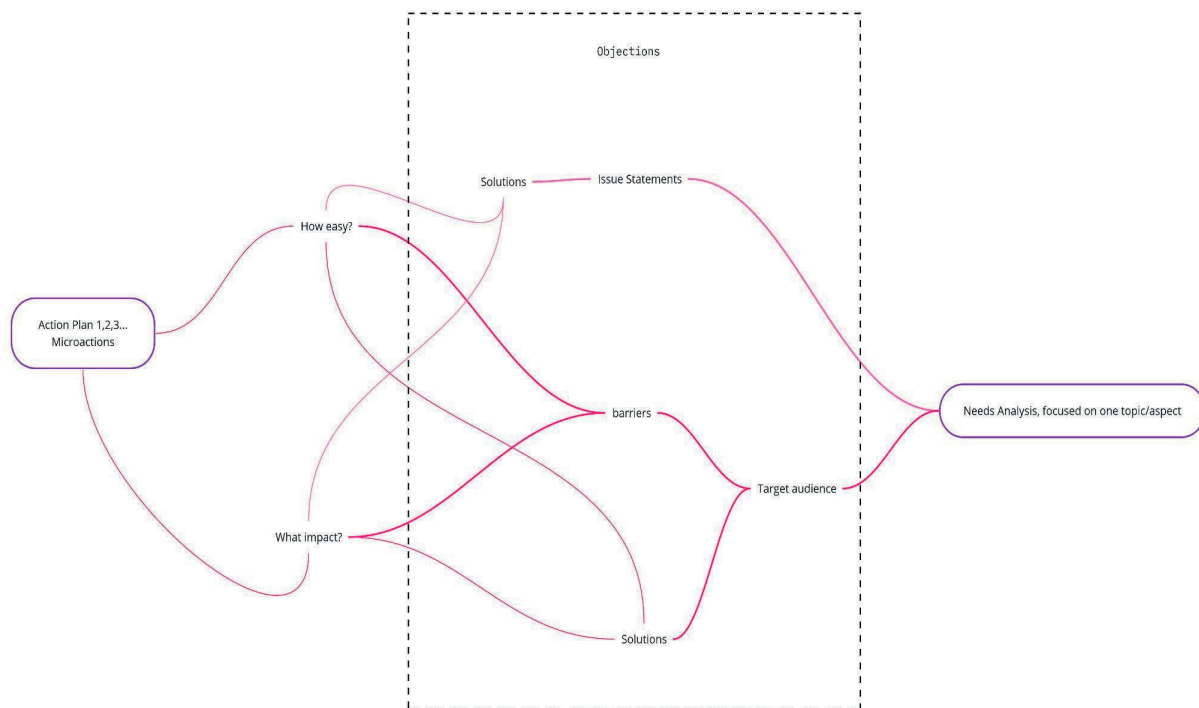 Objections
Solutions
Issue Statements
How easy?
Action Plan 1,2,3...
Microactions
barriers
Needs Analysis, focused on one topic/aspect
Target audience
What impact?
Solutions